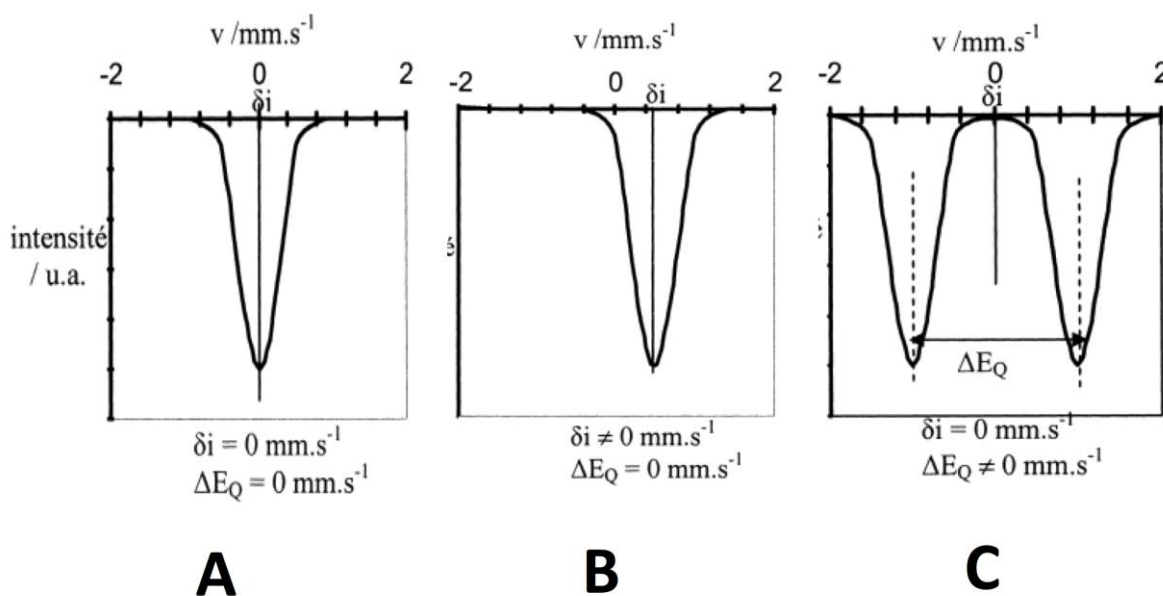 v /mm.s⁻¹
-2 0 2
δi
intensité
/ u.a.
δi = 0 mm.s⁻¹
ΔE_Q = 0 mm.s⁻¹
A
v /mm.s⁻¹
-2 0 2
δi
é
δi ≠ 0 mm.s⁻¹
ΔE_Q = 0 mm.s⁻¹
B
v /mm.s⁻¹
-2 0 2
δi
é
ΔE_Q
δi = 0 mm.s⁻¹
ΔE_Q ≠ 0 mm.s⁻¹
C